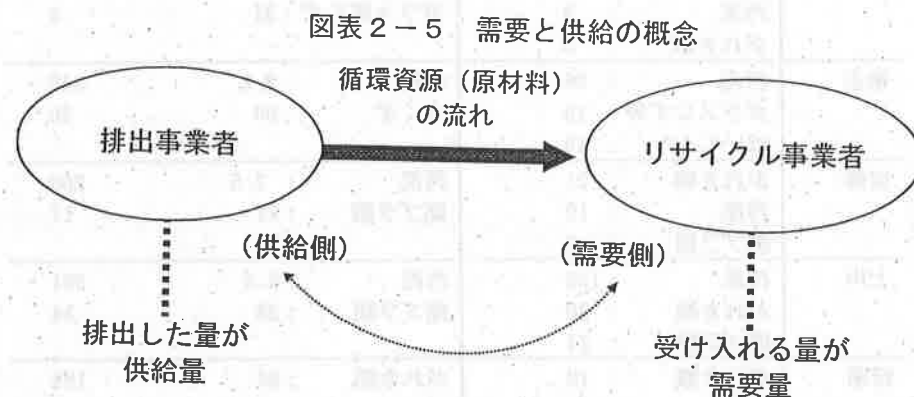 図表２－５　需要と供給の概念
循環資源（原材料）
の流れ
排出事業者
リサイクル事業者
（供給側）
（需要側）
排出した量が
供給量
受け入れる量が
需要量